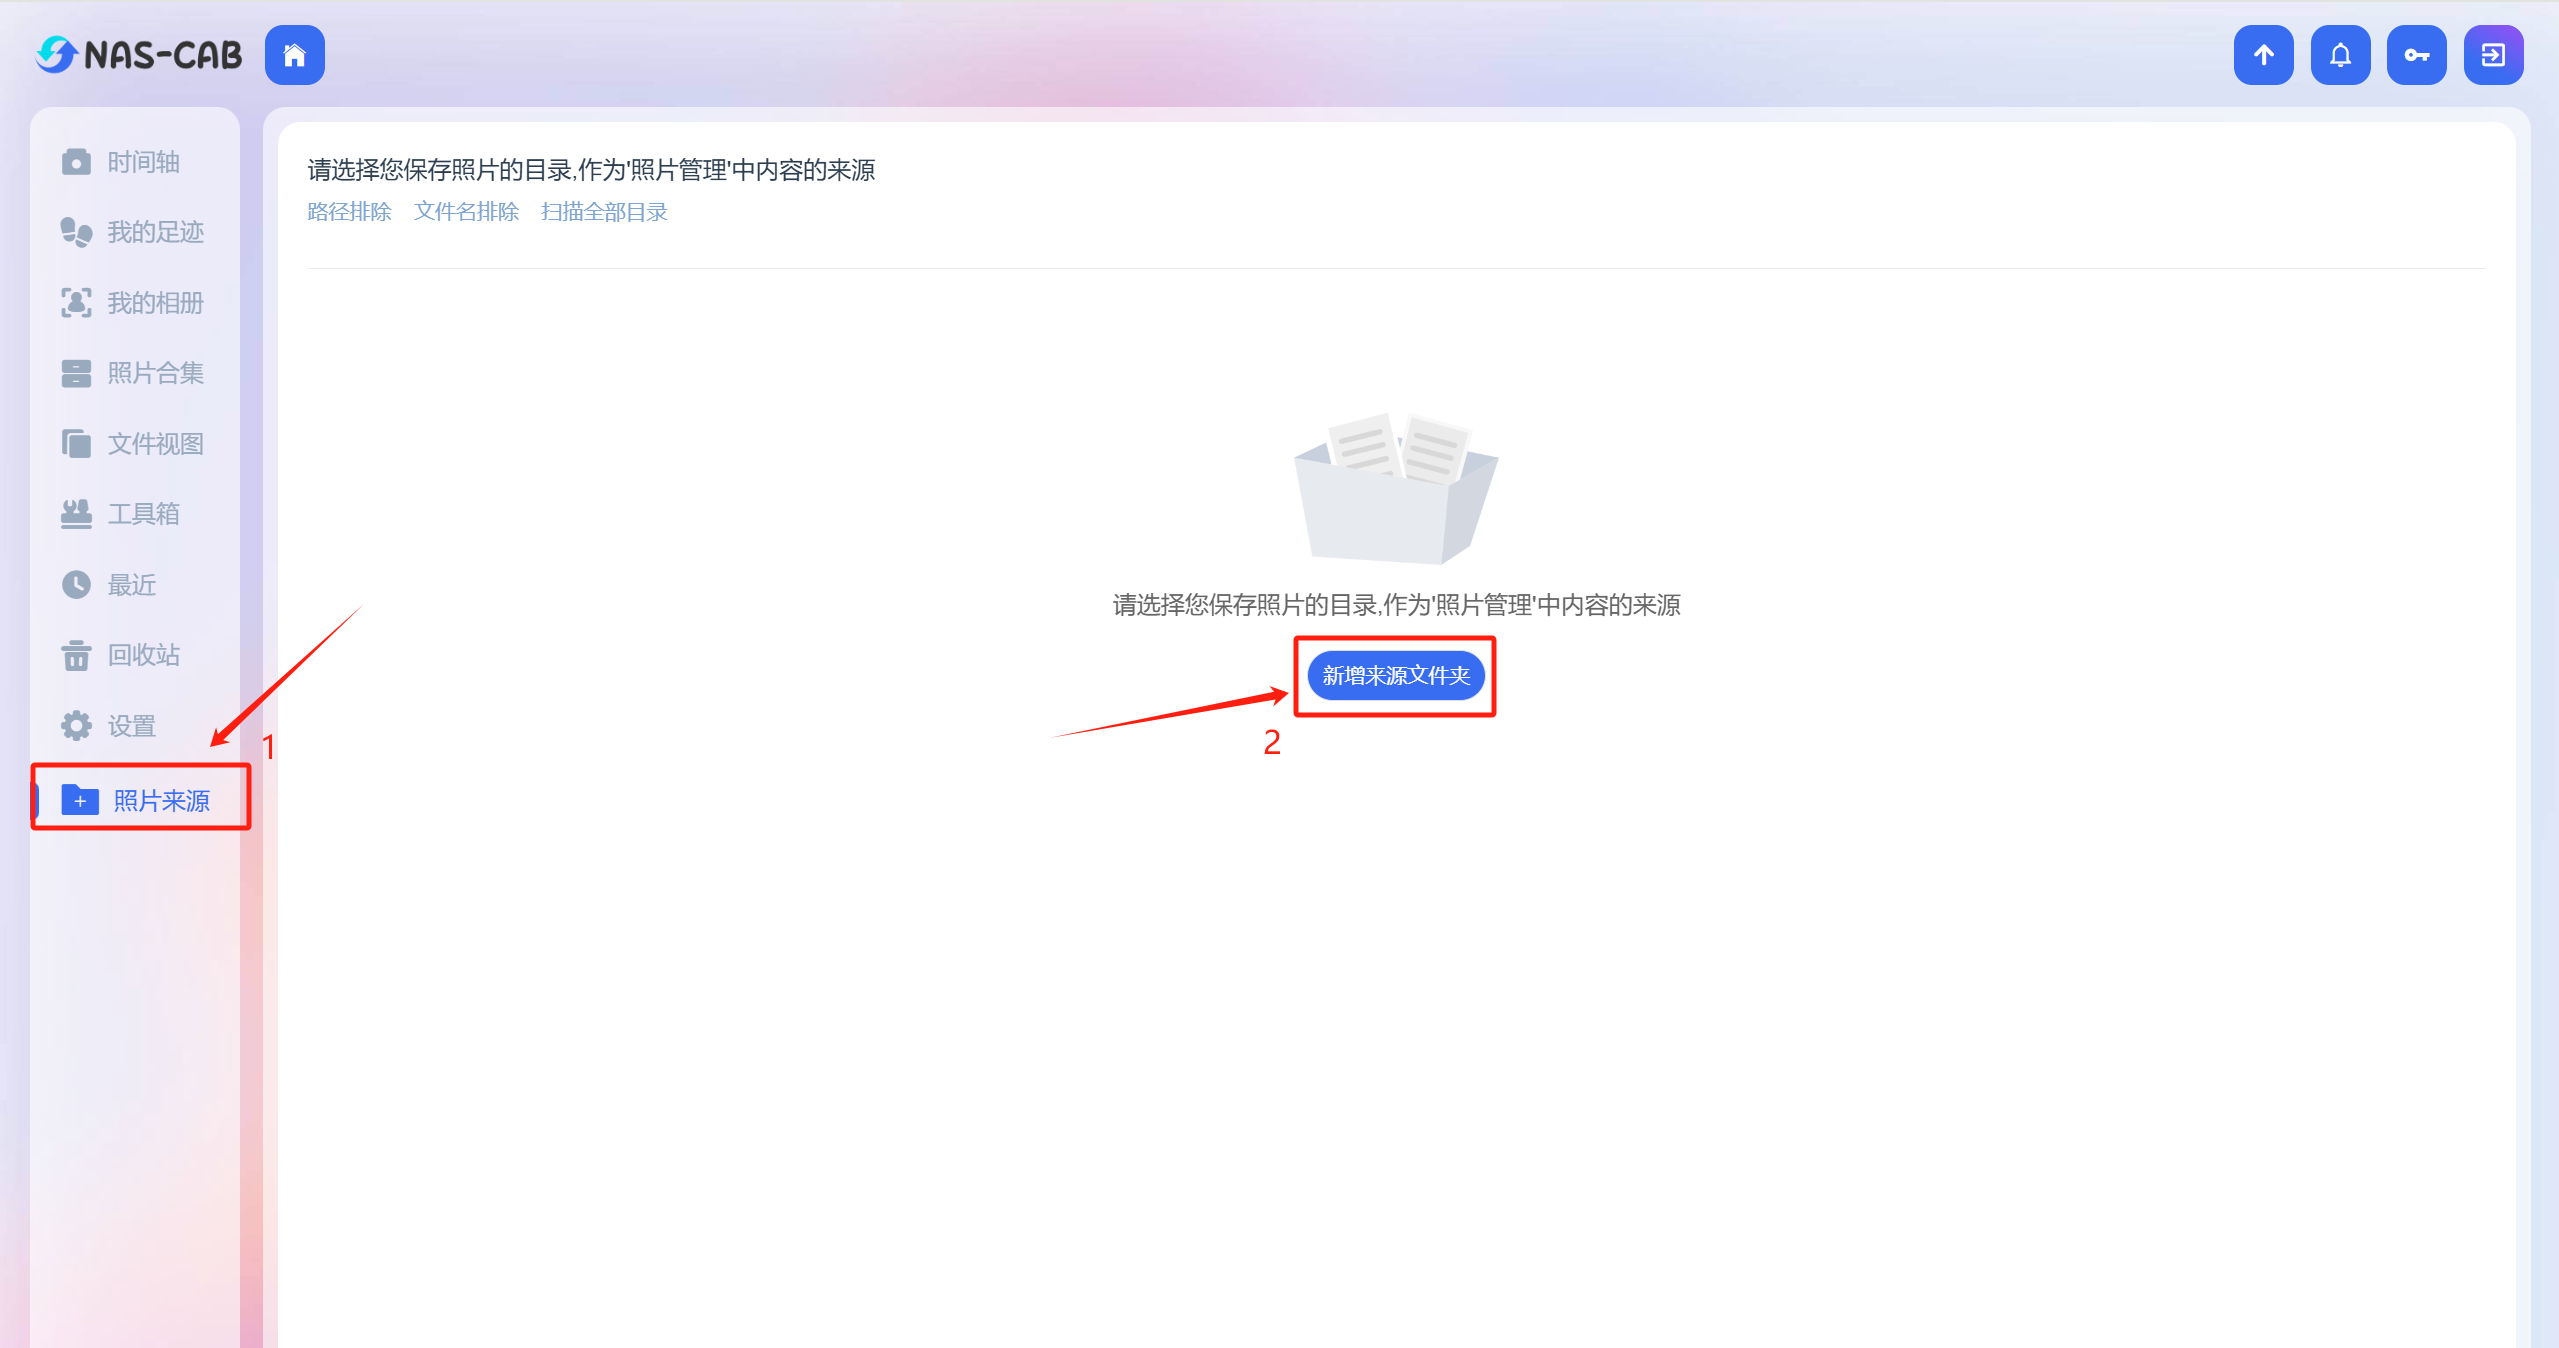 NAS-CAB
时间轴
我的足迹
我的相册
照片合集
文件视图
工具箱
最近
回收站
设置
1
照片来源
请选择您保存照片的目录,作为'照片管理'中内容的来源
路径排除 文件名排除 扫描全部目录
请选择您保存照片的目录,作为'照片管理'中内容的来源
新增来源文件夹
2